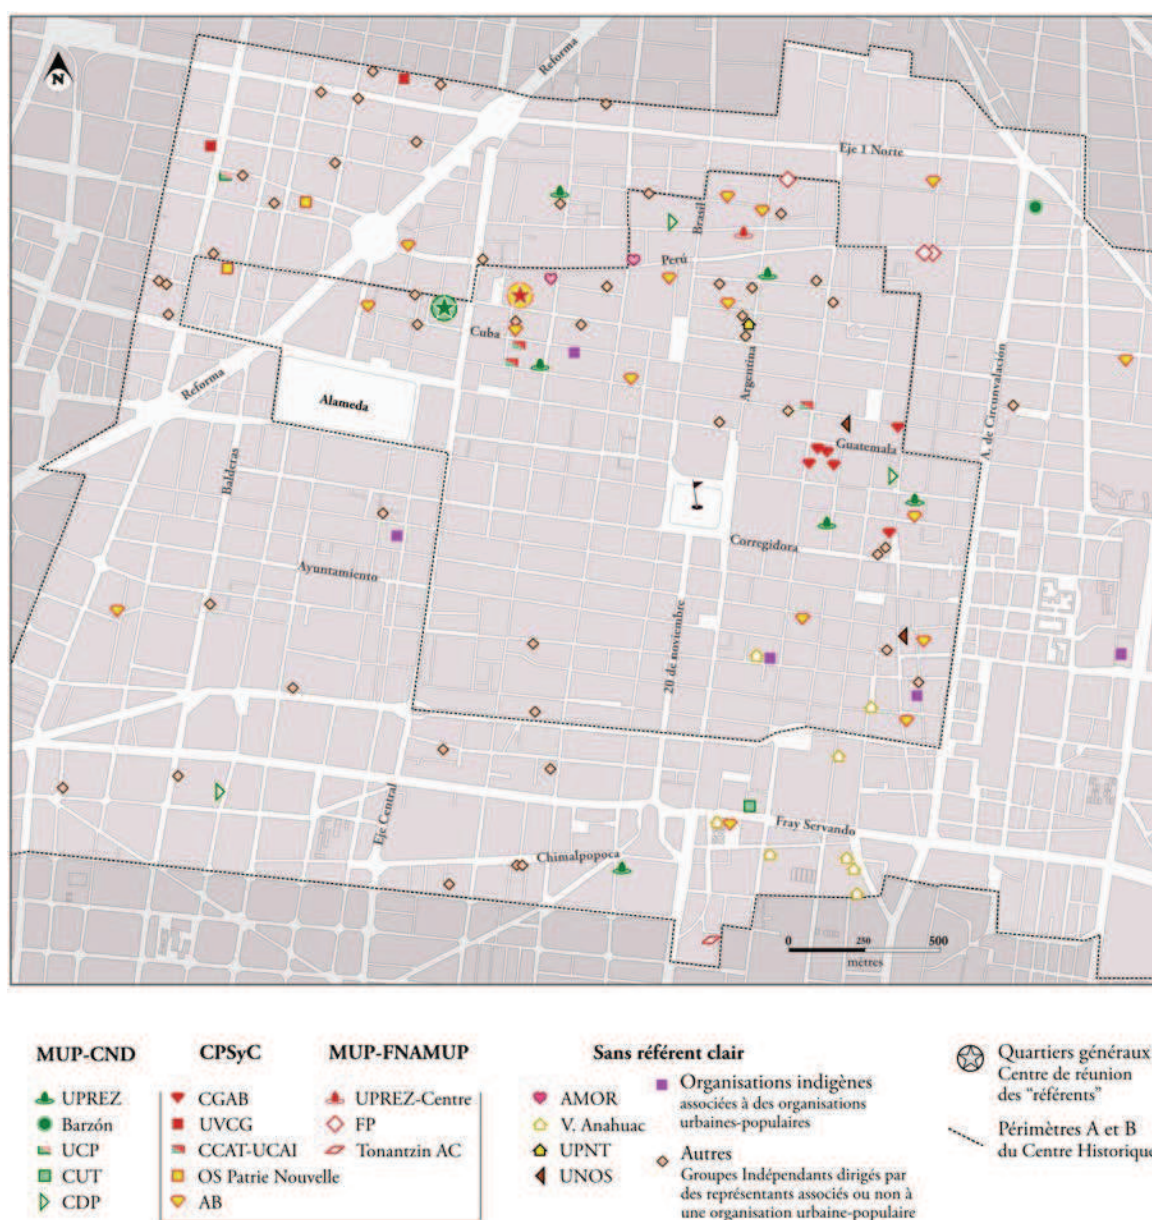 N
Reforma
Eje 1 Norte
Brasil
Perú
Cuba
Reforma
Argentina
Alameda
A. de Circunvalación
Guatemala
Balderas
Corregidora
Ayuntamiento
20 de noviembre
Eje Central
Fray Servando
Chimalpopoca
0 250 500
mètres
MUP-CND
UPREZ
Barzón
UCP
CUT
CDP
CPSyC
CGAB
UVCG
CCAT-UCAI
OS Patrie Nouvelle
AB
MUP-FNAMUP
UPREZ-Centre
FP
Tonantzin AC
Sans référent clair
AMOR
V. Anahuac
UPNT
UNOS
Organisations indigènes
associées à des organisations
urbaines-populaires
Autres
Groupes Indépendants dirigés par
des représentants associés ou non à
une organisation urbaine-populaire
Quartiers généraux
Centre de réunion
des “référents”
Périmètres A et B
du Centre Historique